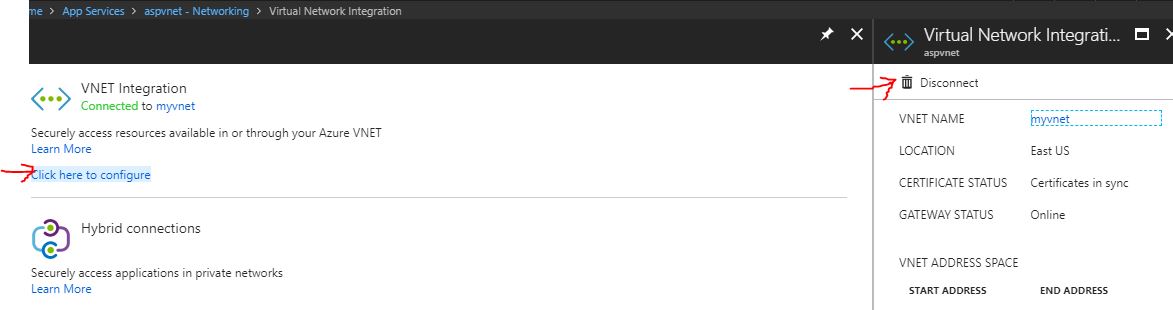 me > App Services > aspvnet - Networking > Virtual Network Integration
VNET Integration
Connected to myvnet
Securely access resources available in or through your Azure VNET
Learn More
Click here to configure
Hybrid connections
Securely access applications in private networks
Learn More
Virtual Network Integrati...
aspvnet
Disconnect
VNET NAME myvnet
LOCATION East US
CERTIFICATE STATUS Certificates in sync
GATEWAY STATUS Online
VNET ADDRESS SPACE
START ADDRESS END ADDRESS